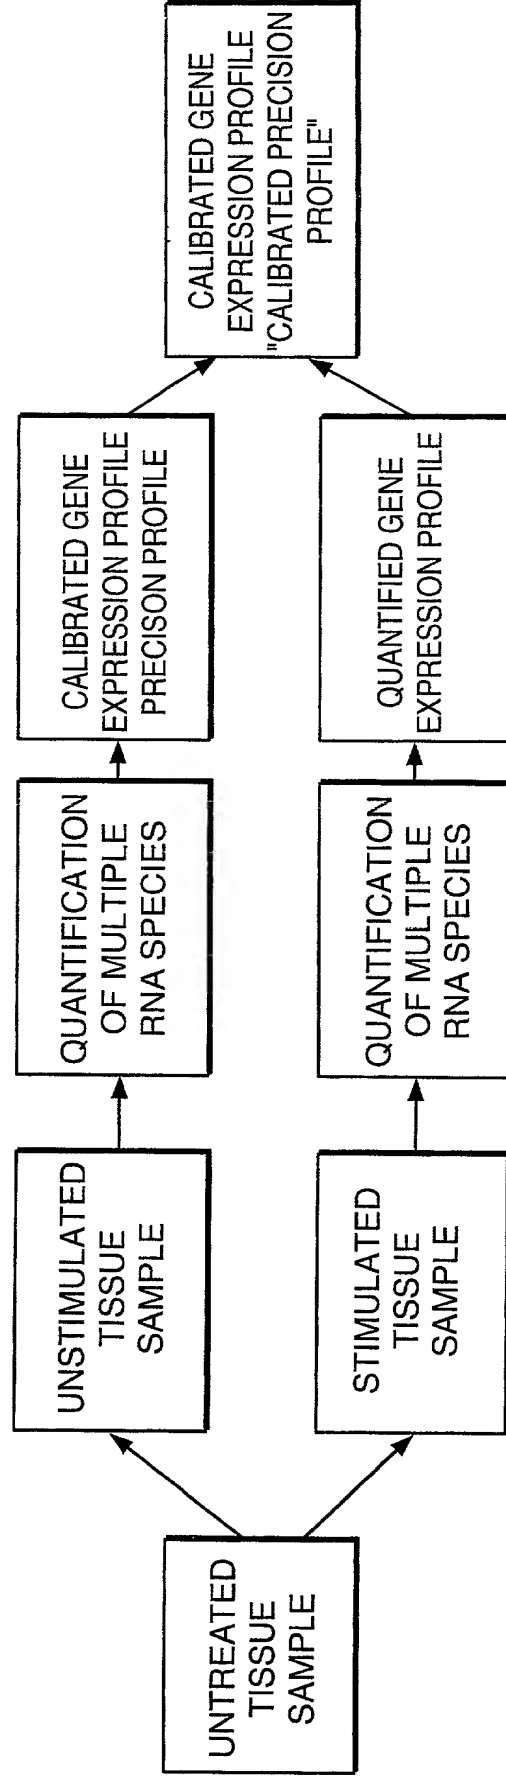 UNTREATED
TISSUE
SAMPLE
UNSTIMULATED
TISSUE
SAMPLE
QUANTIFICATION
OF MULTIPLE
RNA SPECIES
CALIBRATED GENE
EXPRESSION PROFILE
PRECISON PROFILE
STIMULATED
TISSUE
SAMPLE
QUANTIFICATION
OF MULTIPLE
RNA SPECIES
QUANTIFIED GENE
EXPRESSION PROFILE
CALIBRATED GENE
EXPRESSION PROFILE
"CALIBRATED PRECISION
PROFILE"